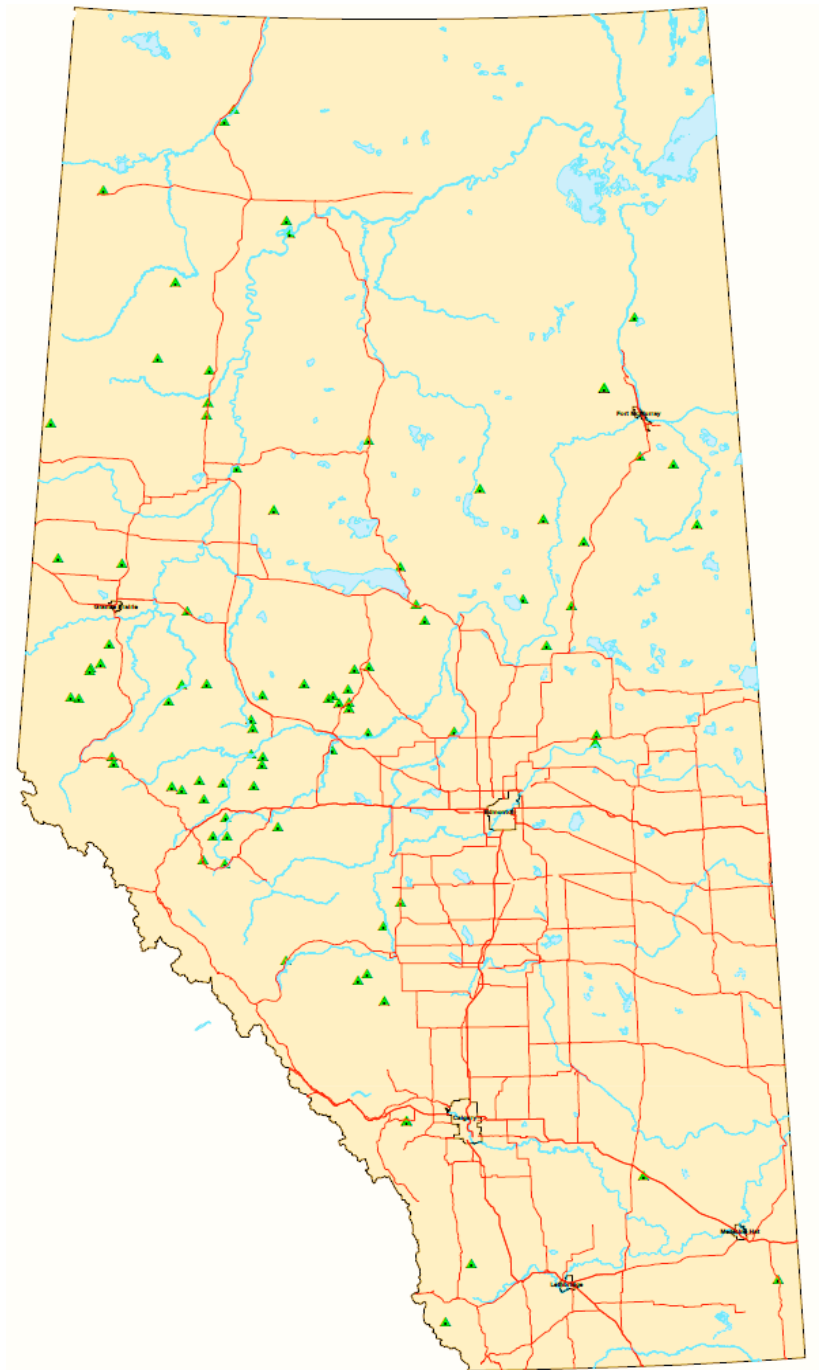 Fort McMurray
Grande Prairie
Edmonton
Calgary
Medicine Hat
Lethbridge